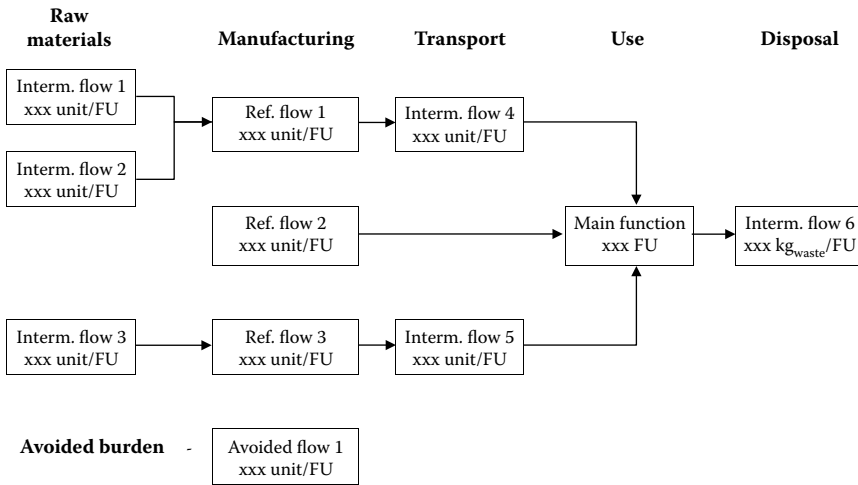 Raw
materials
Manufacturing
Transport
Use
Disposal
Interm. flow 1
xxx unit/FU
Interm. flow 2
xxx unit/FU
Ref. flow 1
xxx unit/FU
Interm. flow 4
xxx unit/FU
Ref. flow 2
xxx unit/FU
Main function
xxx FU
Interm. flow 6
xxx kgwaste/FU
Interm. flow 3
xxx unit/FU
Ref. flow 3
xxx unit/FU
Interm. flow 5
xxx unit/FU
Avoided burden -
Avoided flow 1
xxx unit/FU